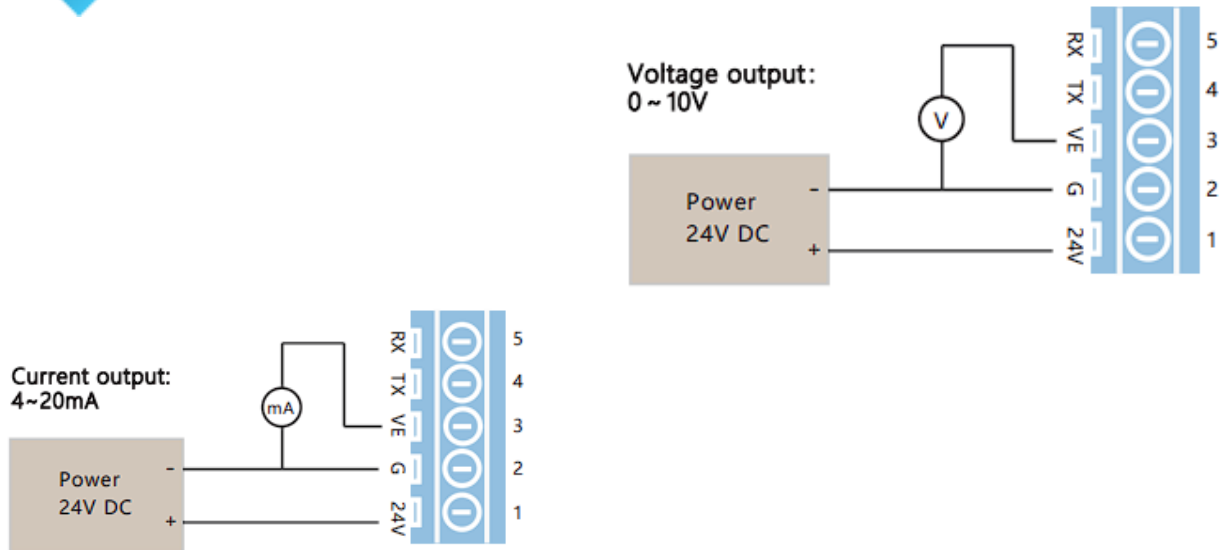 Voltage output:
0 ~ 10V
Power
24V DC
-
+
V
RX
TX
VE
G
24V
5
4
3
2
1
Current output:
4~20mA
Power
24V DC
-
+
mA
RX
TX
VE
G
24V
5
4
3
2
1